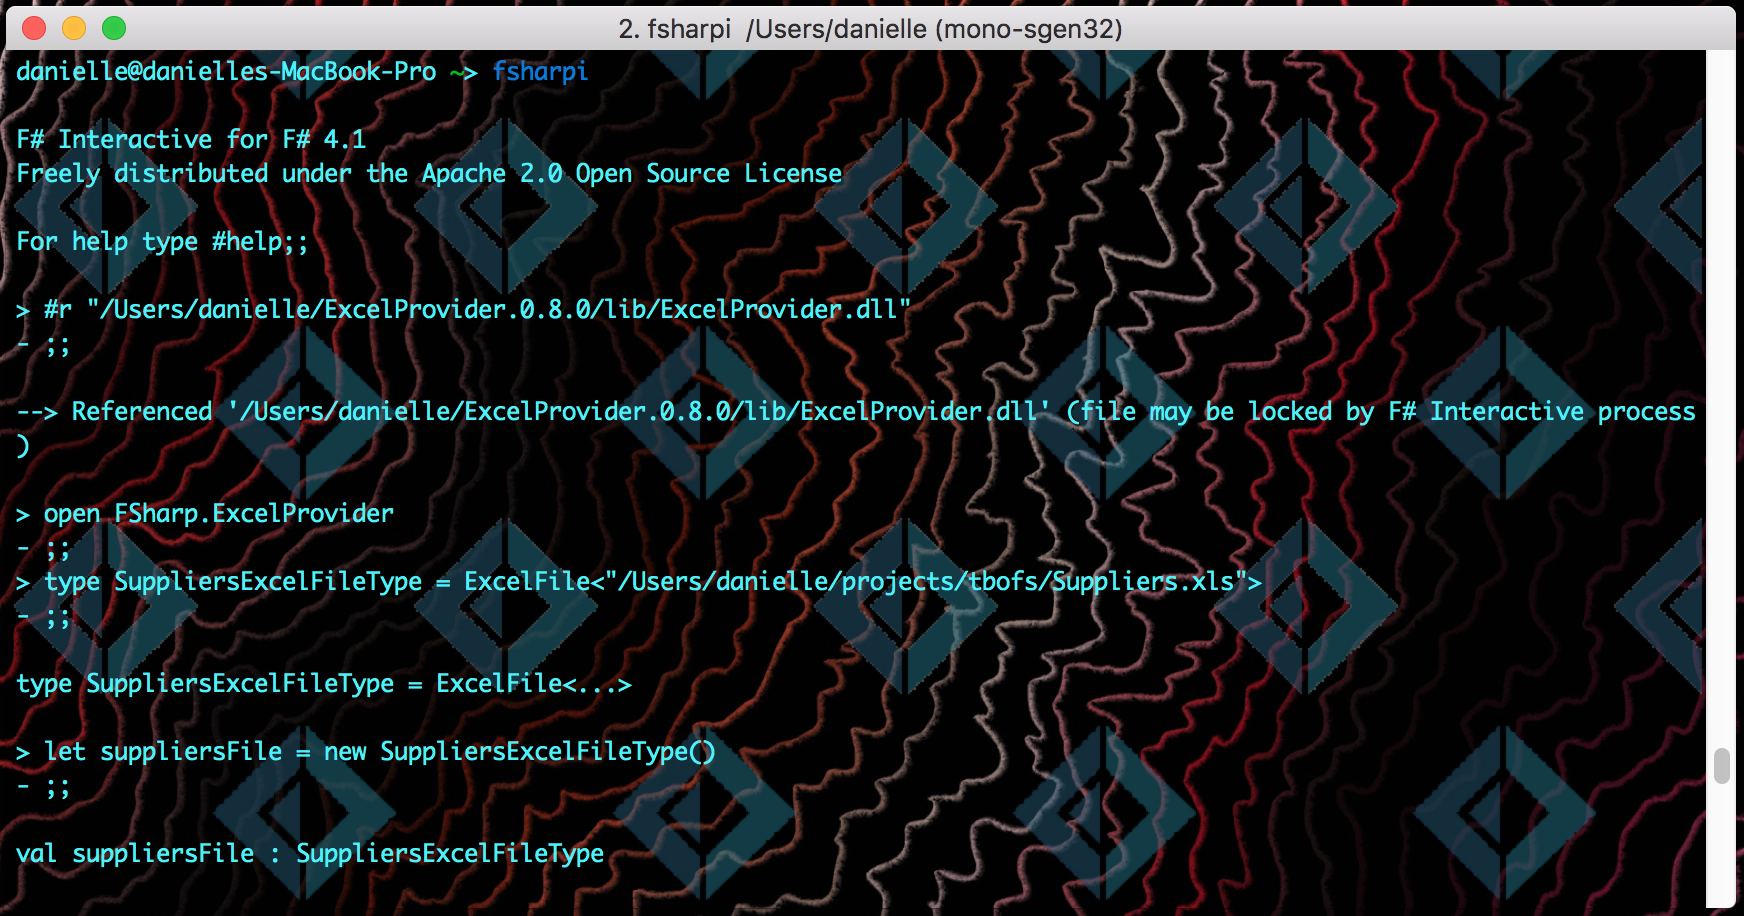 2. fsharpi  /Users/danielle (mono-sgen32)
danielle@danielles-MacBook-Pro ~> fsharpi
F# Interactive for F# 4.1
Freely distributed under the Apache 2.0 Open Source License
For help type #help;;
> #r "/Users/danielle/ExcelProvider.0.8.0/lib/ExcelProvider.dll"
- ;;
--> Referenced '/Users/danielle/ExcelProvider.0.8.0/lib/ExcelProvider.dll' (file may be locked by F# Interactive process
)
> open FSharp.ExcelProvider
- ;;
> type SuppliersExcelFileType = ExcelFile<"/Users/danielle/projects/tbofs/Suppliers.xls">
- ;;
type SuppliersExcelFileType = ExcelFile<...>
> let suppliersFile = new SuppliersExcelFileType()
- ;;
val suppliersFile : SuppliersExcelFileType